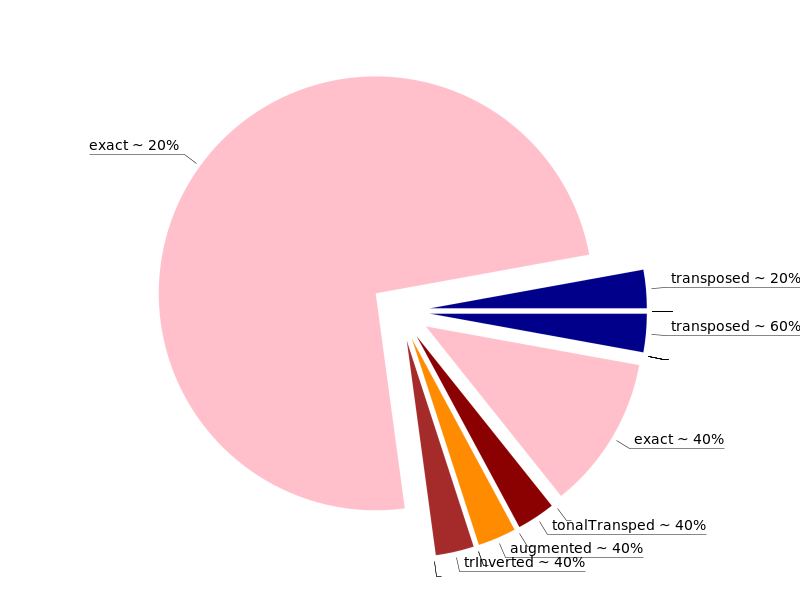 exact ~ 20%
transposed ~ 20%
transposed ~ 60%
exact ~ 40%
tonalTransped ~ 40%
augmented ~ 40%
trInverted ~ 40%